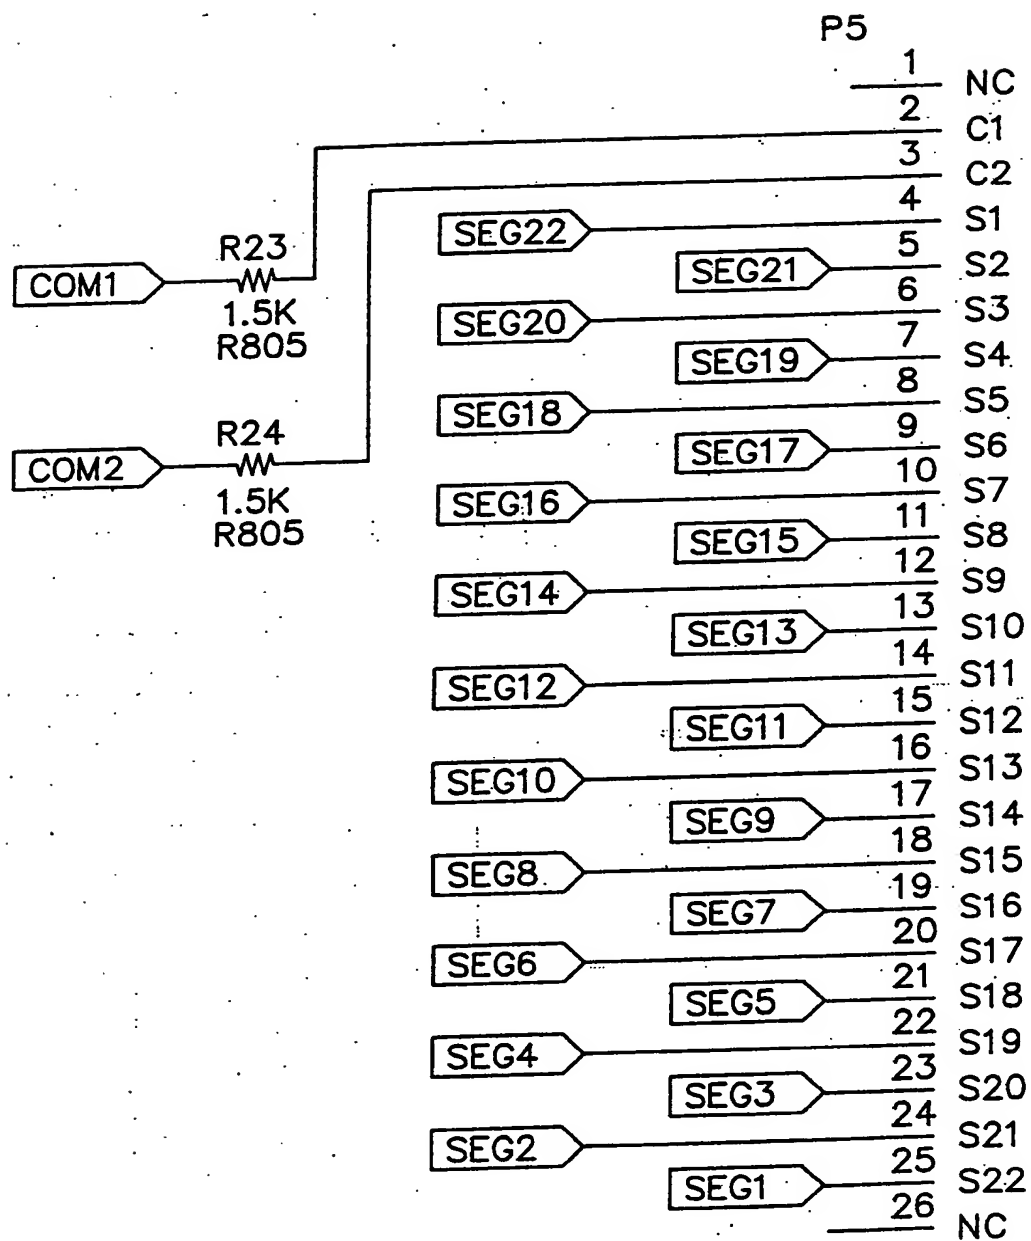 P5
1 NC
2 C1
3 C2
SEG22 4 S1
SEG21 5 S2
COM1 R23 1.5K R805
SEG20 6 S3
SEG19 7 S4
SEG18 8 S5
SEG17 9 S6
COM2 R24 1.5K R805
SEG16 10 S7
SEG15 11 S8
SEG14 12 S9
SEG13 13 S10
SEG12 14 S11
SEG11 15 S12
SEG10 16 S13
SEG9 17 S14
SEG8 18 S15
SEG7 19 S16
SEG6 20 S17
SEG5 21 S18
SEG4 22 S19
SEG3 23 S20
SEG2 24 S21
SEG1 25 S22
26 NC